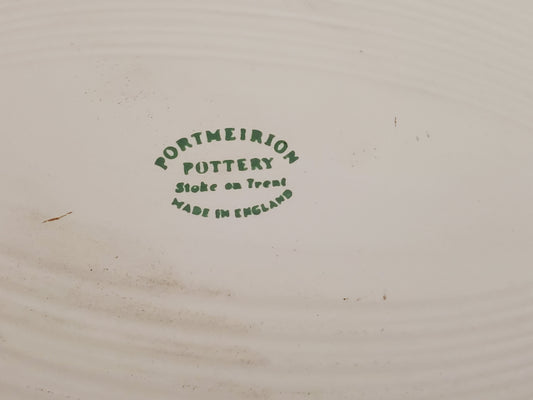 PORTMEIRION
POTTERY
Stoke on Trent
MADE IN ENGLAND